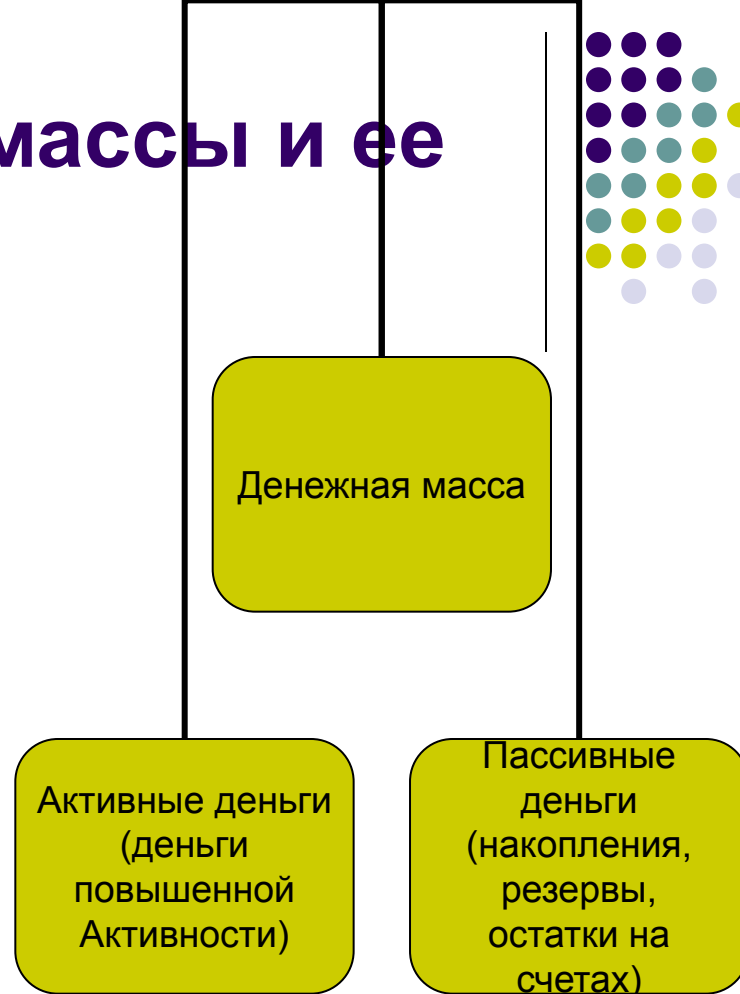 массы и ее
Денежная масса
Активные деньги
(деньги
повышенной
Активности)
Пассивные
деньги
(накопления,
резервы,
остатки на
счетах)